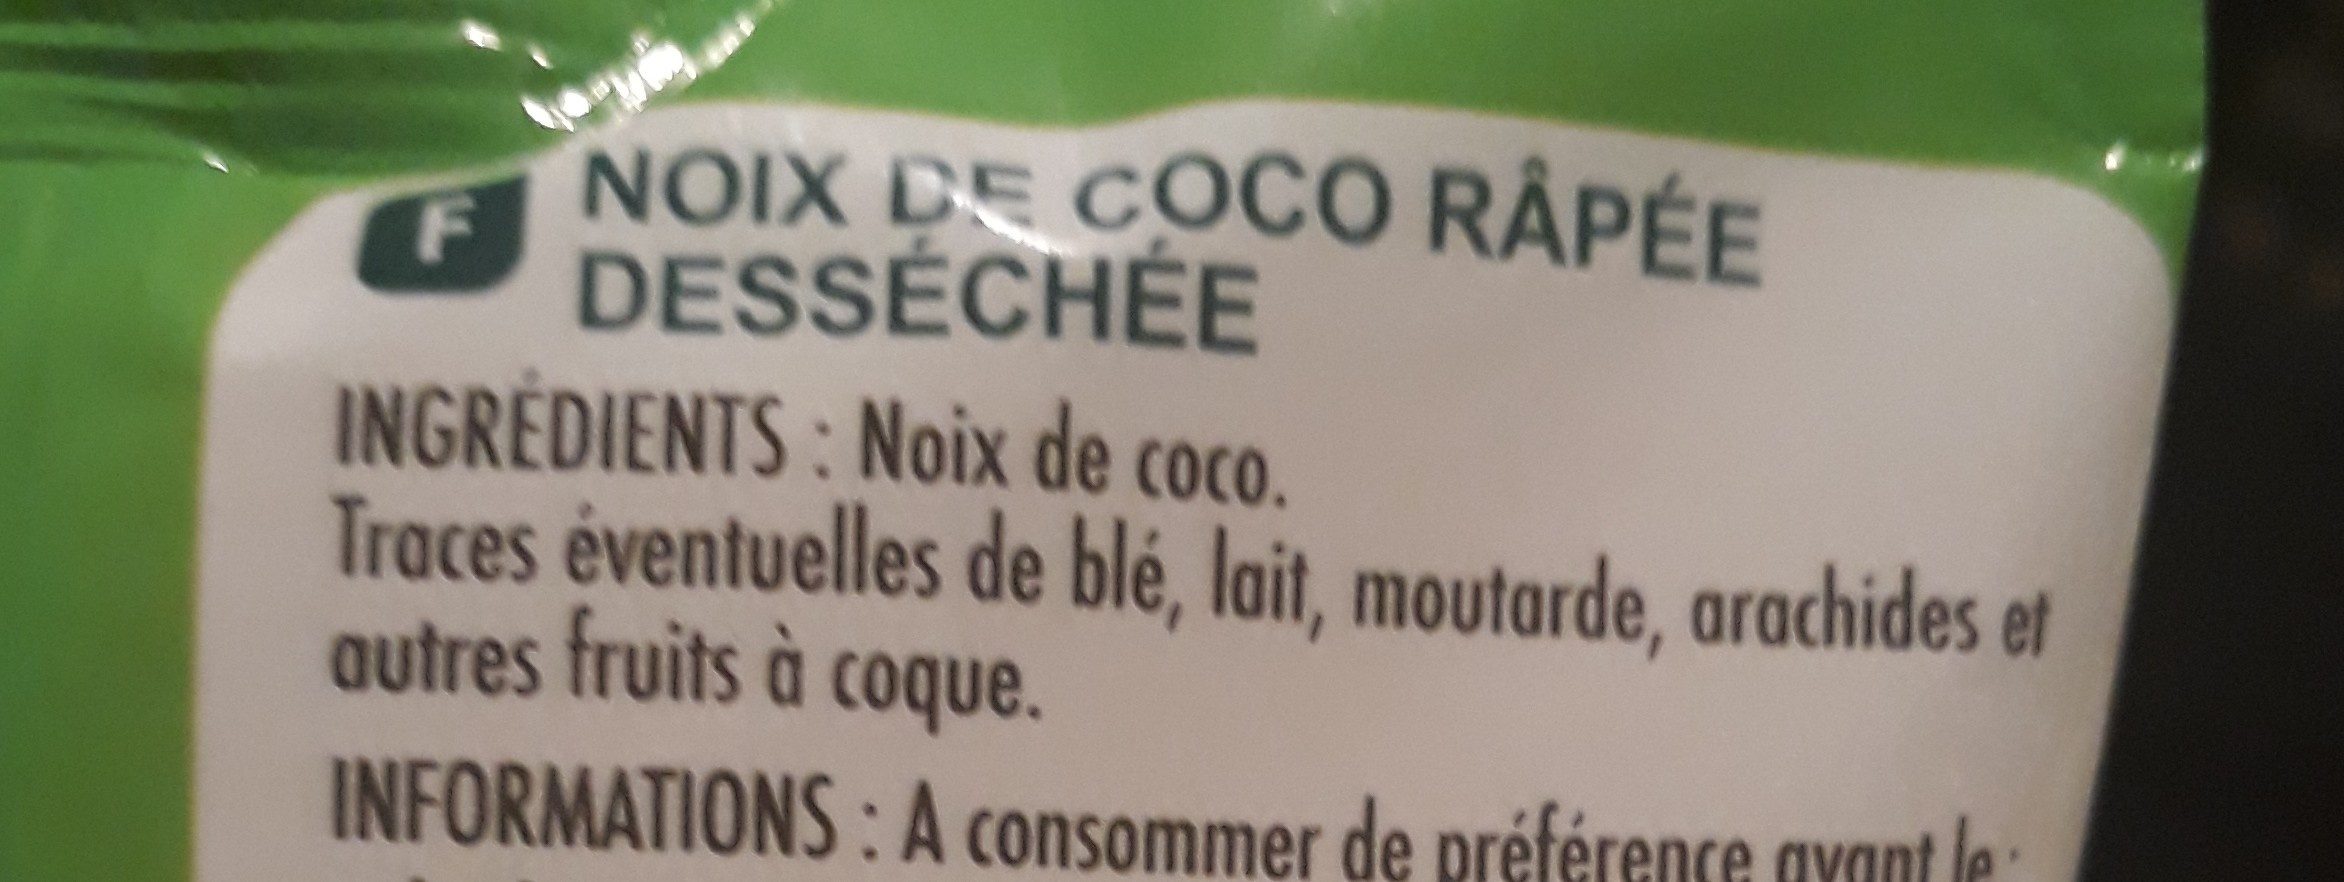 F NOIX DE COCO RÂPÉE
DESSÉCHÉE
INGRÉDIENTS : Noix de coco.
Traces éventuelles de blé, lait, moutarde, arachides et
autres fruits à coque.
INFORMATIONS : A consommer de préférence avant le :